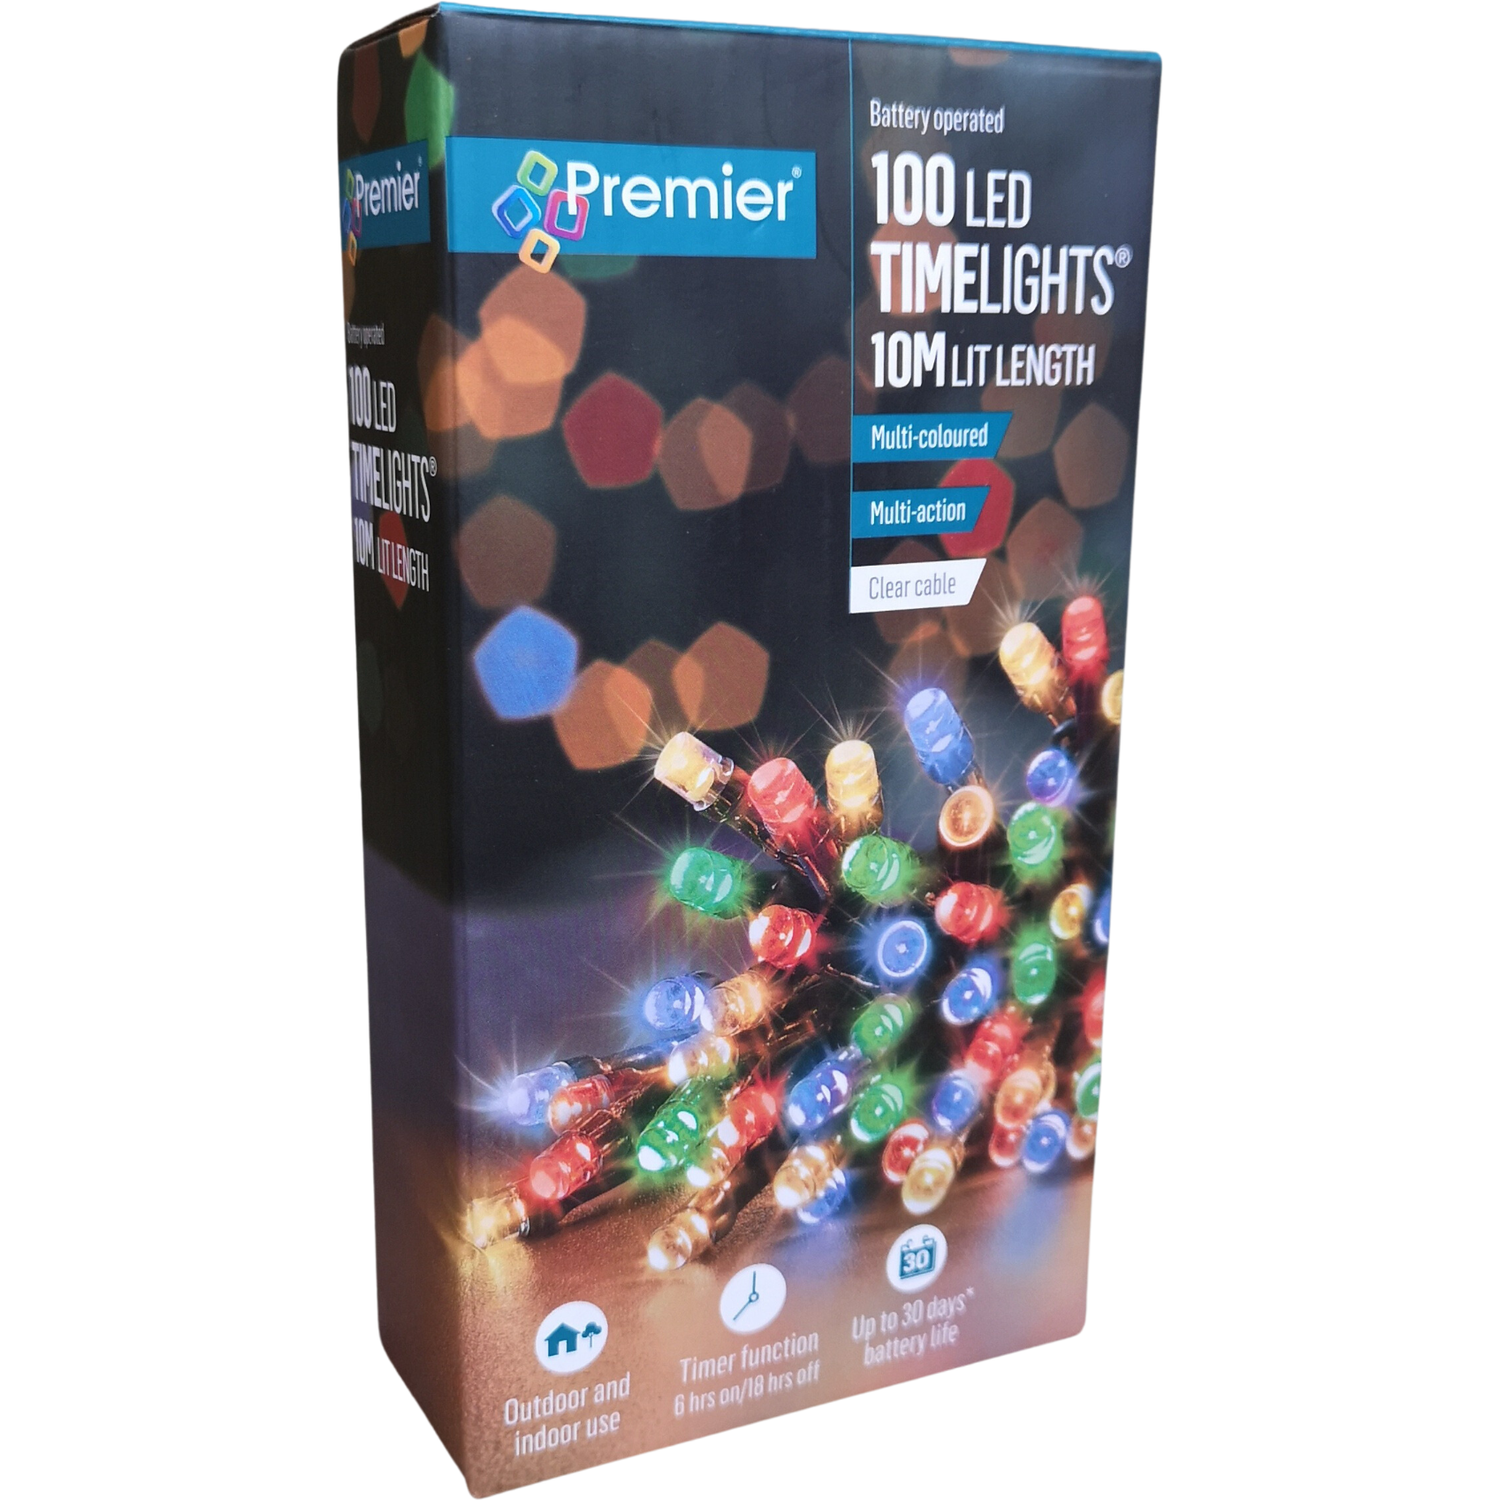 Premier®
Battery operated
100 LED
TIMELIGHTS®
10M LIT LENGTH
Multi-coloured
Multi-action
Clear cable
Outdoor and
indoor use
Timer function
6 hrs on/18 hrs off
30
Up to 30 days*
battery life
Premier®
Battery operated
100 LED
TIMELIGHTS®
10M LIT LENGTH